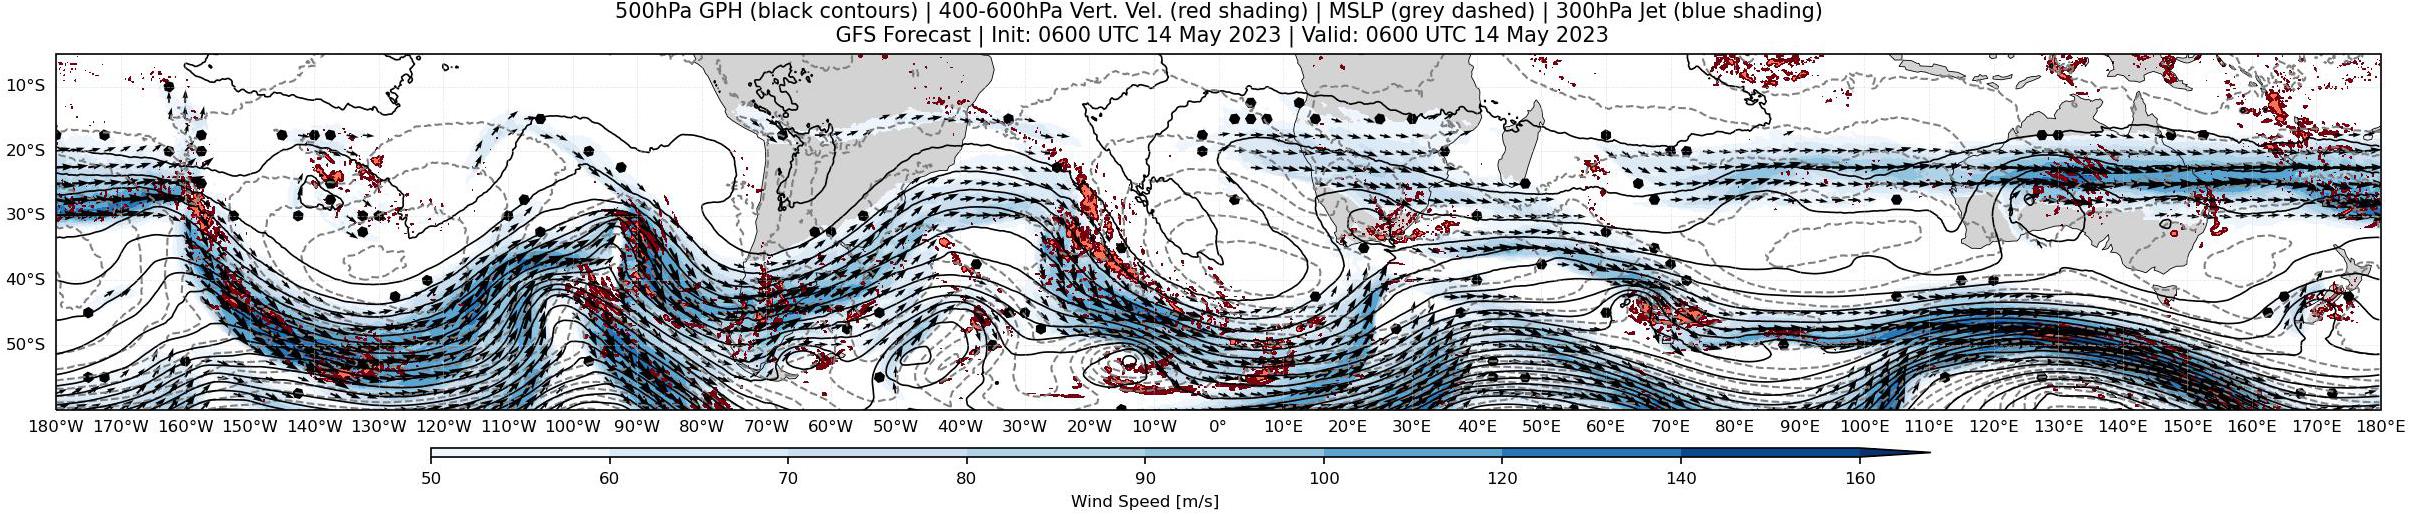 500hPa GPH (black contours) | 400-600hPa Vert. Vel. (red shading) | MSLP (grey dashed) | 300hPa Jet (blue shading)
GFS Forecast | Init: 0600 UTC 14 May 2023 | Valid: 0600 UTC 14 May 2023
10°S
20°S
30°S
40°S
50°S
180°W 170°W 160°W 150°W 140°W 130°W 120°W 110°W 100°W 90°W 80°W 70°W 60°W 50°W 40°W 30°W 20°W 10°W 0° 10°E 20°E 30°E 40°E 50°E 60°E 70°E 80°E 90°E 100°E 110°E 120°E 130°E 140°E 150°E 160°E 170°E 180°E
50 60 70 80 90 100 120 140 160
Wind Speed [m/s]